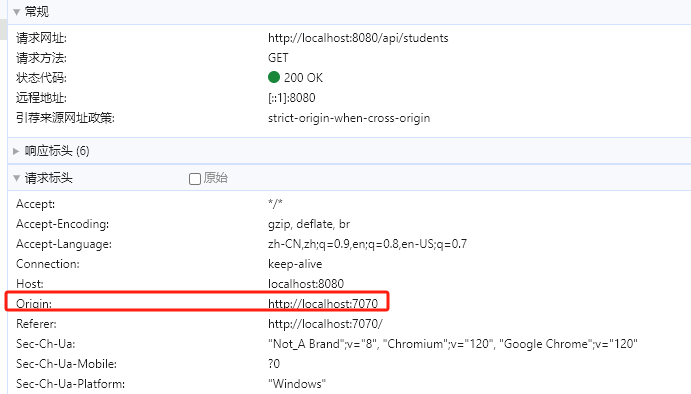 常规
请求网址: http://localhost:8080/api/students
请求方法: GET
状态代码: 200 OK
远程地址: [::1]:8080
引荐来源网址政策: strict-origin-when-cross-origin
响应标头 (6)
请求标头 原始
Accept: */*
Accept-Encoding: gzip, deflate, br
Accept-Language: zh-CN,zh;q=0.9,en;q=0.8,en-US;q=0.7
Connection: keep-alive
Host: localhost:8080
Origin: http://localhost:7070
Referer: http://localhost:7070/
Sec-Ch-Ua: "Not_A Brand";v="8", "Chromium";v="120", "Google Chrome";v="120"
Sec-Ch-Ua-Mobile: ?0
Sec-Ch-Ua-Platform: "Windows"